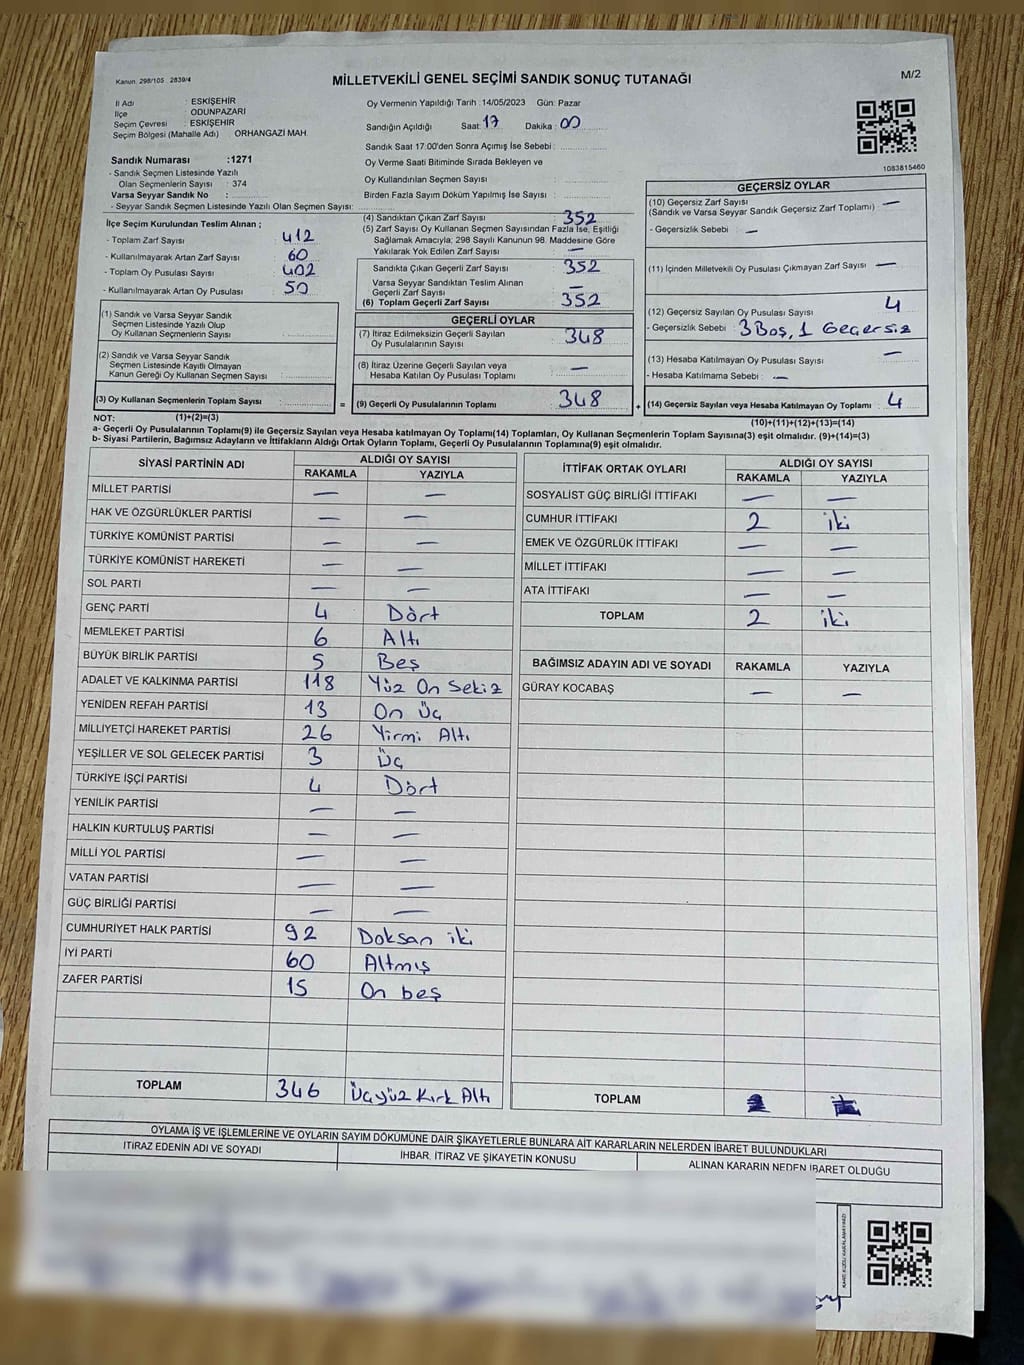 Kanun. 298/105 2839/4
MİLLETVEKİLİ GENEL SEÇİMİ SANDIK SONUÇ TUTANAĞI
M/2
İl Adı : ESKİŞEHİR
İlçe : ODUNPAZARI
Seçim Çevresi : ESKİŞEHİR
Seçim Bölgesi (Mahalle Adı) ORHANGAZİ MAH.
Oy Vermenin Yapıldığı Tarih :14/05/2023 Gün: Pazar
Sandığın Açıldığı Saat: 17 Dakika : 00
Sandık Saat 17:00'den Sonra Açımış İse Sebebi :
Oy Verme Saati Bitiminde Sırada Bekleyen ve
Oy Kullandırılan Seçmen Sayısı :
Birden Fazla Sayım Döküm Yapılmış İse Sayısı :
1083815460
Sandık Numarası :1271
- Sandık Seçmen Listesinde Yazılı
Olan Seçmenlerin Sayısı : 374
Varsa Seyyar Sandık No :
- Seyyar Sandık Seçmen Listesinde Yazılı Olan Seçmen Sayısı:
İlçe Seçim Kurulundan Teslim Alınan ;
- Toplam Zarf Sayısı : 412
- Kullanılmayarak Artan Zarf Sayısı : 60
- Toplam Oy Pusulası Sayısı : 402
- Kullanılmayarak Artan Oy Pusulası : 50
(1) Sandık ve Varsa Seyyar Sandık
Seçmen Listesinde Yazılı Olup
Oy Kullanan Seçmenlerin Sayısı :
(2) Sandık ve Varsa Seyyar Sandık
Seçmen Listesinde Kayıtlı Olmayan
Kanun Gereği Oy Kullanan Seçmen Sayısı :
(3) Oy Kullanan Seçmenlerin Toplam Sayısı :
(4) Sandıktan Çıkan Zarf Sayısı : 352
(5) Zarf Sayısı Oy Kullanan Seçmen Sayısından Fazla İse, Eşitliği
Sağlamak Amacıyla; 298 Sayılı Kanunun 98. Maddesine Göre
Yakılarak Yok Edilen Zarf Sayısı : —
Sandıkta Çıkan Geçerli Zarf Sayısı : 352
Varsa Seyyar Sandıktan Teslim Alınan
Geçerli Zarf Sayısı : —
(6) Toplam Geçerli Zarf Sayısı : 352
GEÇERLİ OYLAR
(7) İtiraz Edilmeksizin Geçerli Sayılan
Oy Pusulalarının Sayısı : 348
(8) İtiraz Üzerine Geçerli Sayılan veya
Hesaba Katılan Oy Pusulası Toplamı : —
= (9) Geçerli Oy Pusulalarının Toplamı : 348 +
GEÇERSİZ OYLAR
(10) Geçersiz Zarf Sayısı :
(Sandık ve Varsa Seyyar Sandık Geçersiz Zarf Toplamı) —
- Geçersizlik Sebebi : —
(11) İçinden Milletvekili Oy Pusulası Çıkmayan Zarf Sayısı : —
(12) Geçersiz Sayılan Oy Pusulası Sayısı : 4
- Geçersizlik Sebebi : 3 Boş, 1 Geçersiz
(13) Hesaba Katılmayan Oy Pusulası Sayısı : —
- Hesaba Katılmama Sebebi : —
(14) Geçersiz Sayılan veya Hesaba Katılmayan Oy Toplamı : 4
NOT: (1)+(2)=(3)
(10)+(11)+(12)+(13)=(14)
a- Geçerli Oy Pusulalarının Toplamı(9) ile Geçersiz Sayılan veya Hesaba katılmayan Oy Toplamı(14) Toplamları, Oy Kullanan Seçmenlerin Toplam Sayısına(3) eşit olmalıdır. (9)+(14)=(3)
b- Siyasi Partilerin, Bağımsız Adayların ve İttifakların Aldığı Ortak Oyların Toplamı, Geçerli Oy Pusulalarının Toplamına(9) eşit olmalıdır.
SİYASİ PARTİNİN ADI ALDIĞI OY SAYISI
RAKAMLA YAZIYLA
MİLLET PARTİSİ — —
HAK VE ÖZGÜRLÜKLER PARTİSİ — —
TÜRKİYE KOMÜNİST PARTİSİ — —
TÜRKİYE KOMÜNİST HAREKETİ — —
SOL PARTİ — —
GENÇ PARTİ 4 Dört
MEMLEKET PARTİSİ 6 Altı
BÜYÜK BİRLİK PARTİSİ 5 Beş
ADALET VE KALKINMA PARTİSİ 118 Yüz On Sekiz
YENİDEN REFAH PARTİSİ 13 On Üç
MİLLİYETÇİ HAREKET PARTİSİ 26 Yirmi Altı
YEŞİLLER VE SOL GELECEK PARTİSİ 3 Üç
TÜRKİYE İŞÇİ PARTİSİ 4 Dört
YENİLİK PARTİSİ — —
HALKIN KURTULUŞ PARTİSİ — —
MİLLİ YOL PARTİSİ — —
VATAN PARTİSİ — —
GÜÇ BİRLİĞİ PARTİSİ — —
CUMHURİYET HALK PARTİSİ 92 Doksan iki
İYİ PARTİ 60 Altmış
ZAFER PARTİSİ 15 On beş
TOPLAM 346 Üçyüz Kırk Altı
İTTİFAK ORTAK OYLARI ALDIĞI OY SAYISI
RAKAMLA YAZIYLA
SOSYALİST GÜÇ BİRLİĞİ İTTİFAKI — —
CUMHUR İTTİFAKI 2 iki
EMEK VE ÖZGÜRLÜK İTTİFAKI — —
MİLLET İTTİFAKI — —
ATA İTTİFAKI — —
TOPLAM 2 iki
BAĞIMSIZ ADAYIN ADI VE SOYADI RAKAMLA YAZIYLA
GÜRAY KOCABAŞ — —
TOPLAM
OYLAMA İŞ VE İŞLEMLERİNE VE OYLARIN SAYIM DÖKÜMÜNE DAİR ŞİKAYETLERLE BUNLARA AİT KARARLARIN NELERDEN İBARET BULUNDUKLARI
İTİRAZ EDENİN ADI VE SOYADI İHBAR, İTİRAZ VE ŞİKAYETİN KONUSU ALINAN KARARIN NEDEN İBARET OLDUĞU